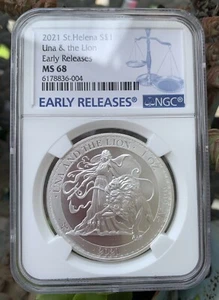 2021 St.Helena S£1
Una & the Lion
Early Releases
MS 68
6178836-004
EARLY RELEASES
NGC
UNA AND THE LION